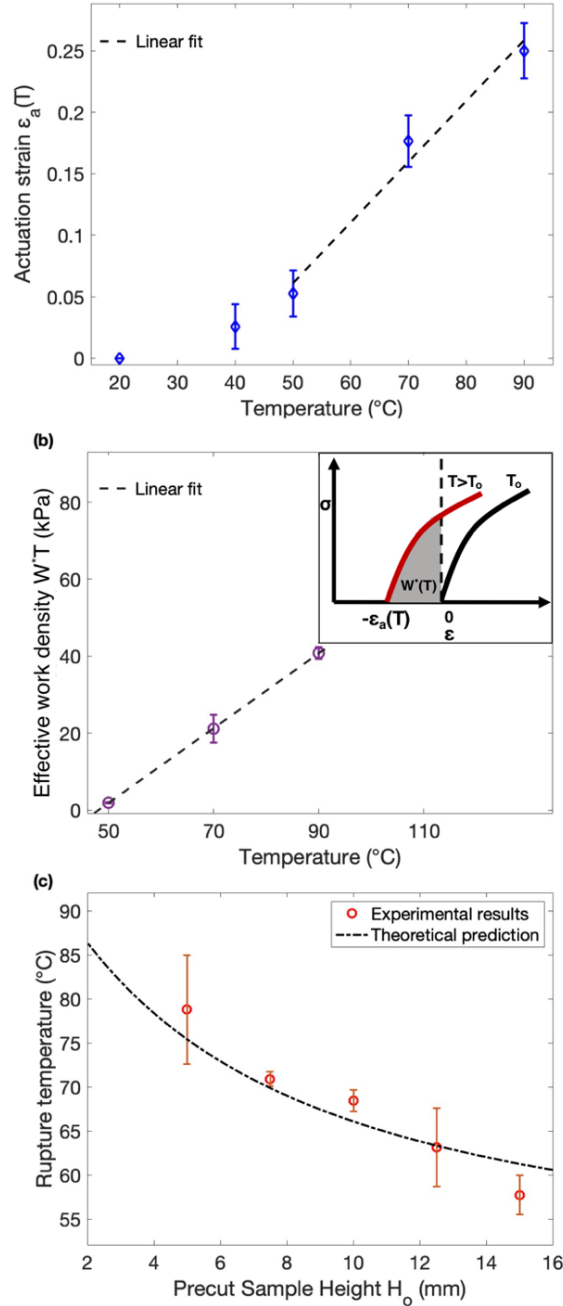 Linear fit
Actuation strain εₐ(T)
0.25
0.2
0.15
0.1
0.05
0
20 30 40 50 60 70 80 90
Temperature (°C)
(b)
Linear fit
Effective work density W*T (kPa)
80
60
40
20
0
50 70 90 110
Temperature (°C)
σ
T>Tₒ
Tₒ
W*(T)
-εₐ(T) 0
ε
(c)
Experimental results
Theoretical prediction
Rupture temperature (°C)
90
85
80
75
70
65
60
55
2 4 6 8 10 12 14 16
Precut Sample Height Hₒ (mm)